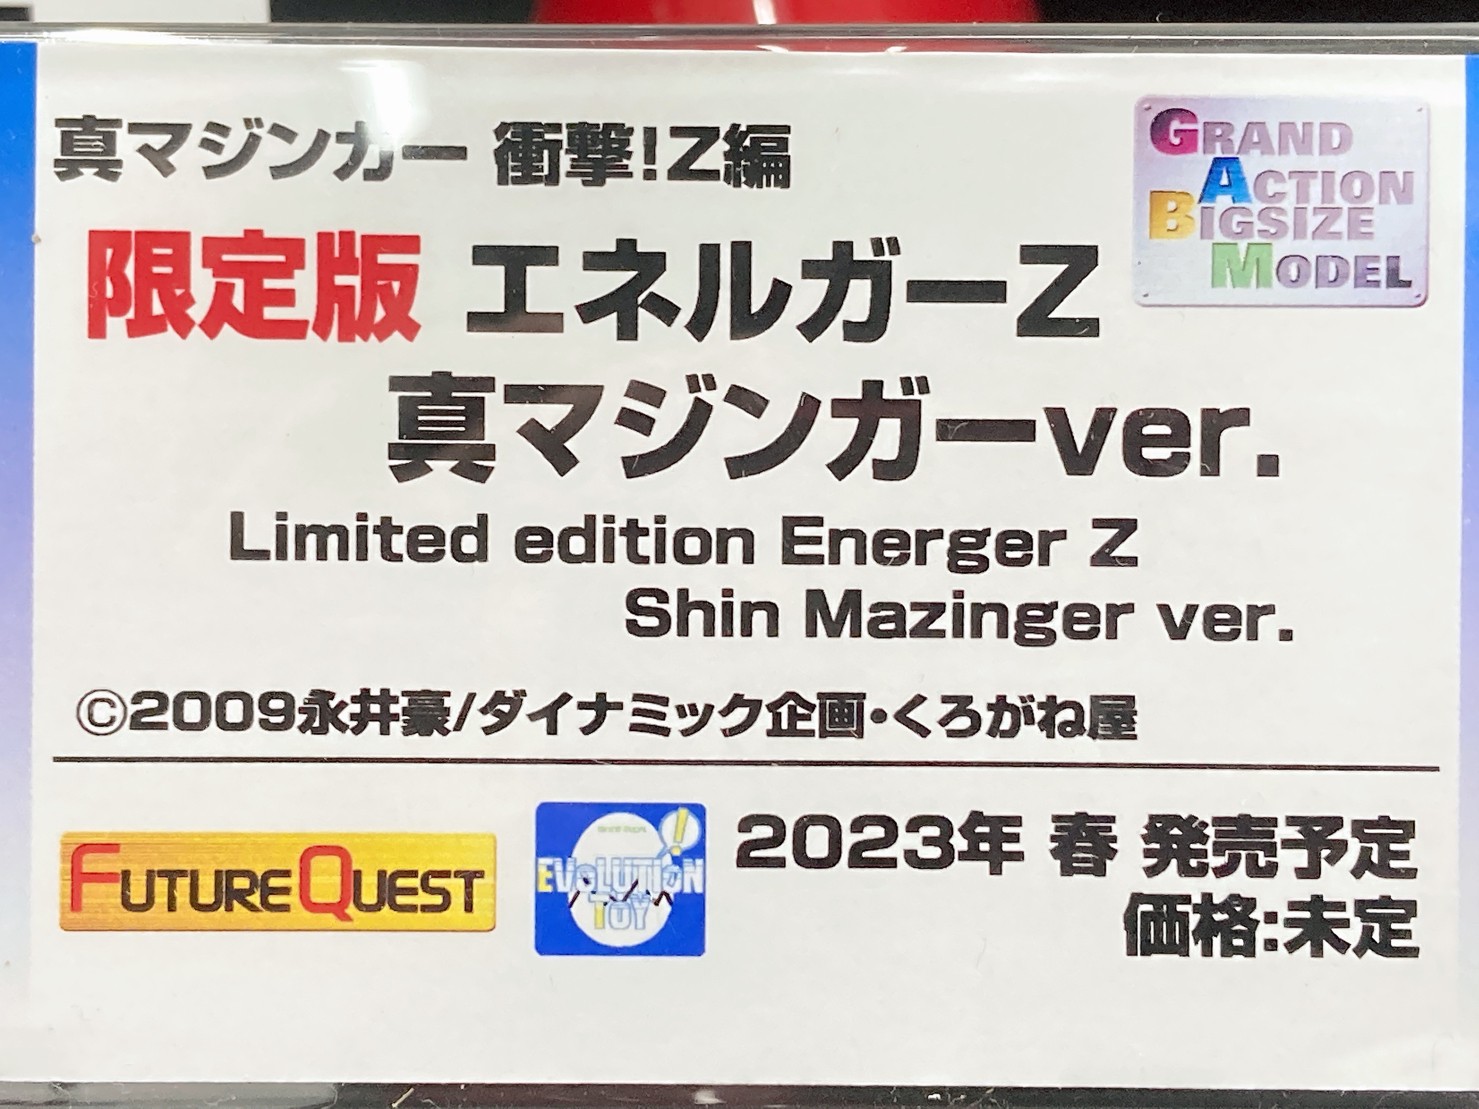 真マジンガー 衝撃!Z編
GRAND
ACTION
BIGSIZE
MODEL
限定版 エネルガーZ
真マジンガーver.
Limited edition Energer Z
Shin Mazinger ver.
©2009永井豪/ダイナミック企画・くろがね屋
FUTURE QUEST
EVOLUTION
TOY
2023年 春 発売予定
価格:未定